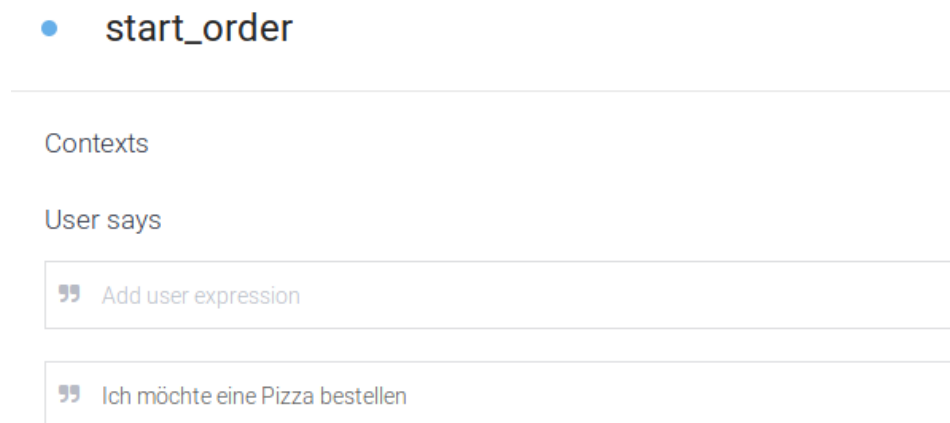 start_order
Contexts
User says
Add user expression
Ich möchte eine Pizza bestellen